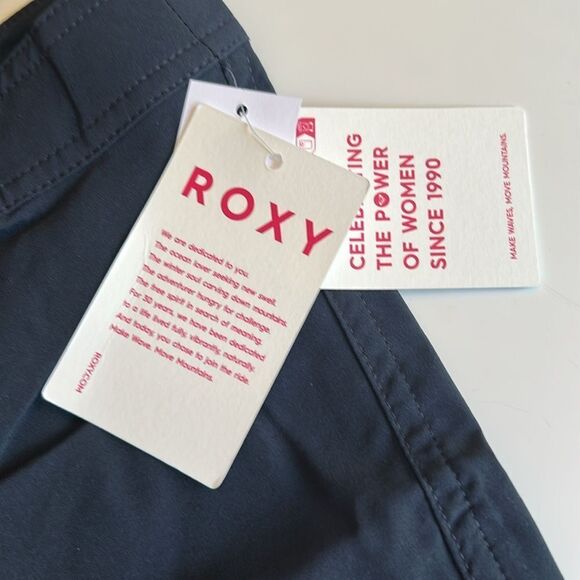 ROXY
We are dedicated to you.
The ocean lover seeking new swell.
The winter soul carving down mountains.
The adventurer hungry for challenge
The free spirit in search of meaning.
For 30 years, we have been dedicated
to a life lived fully, vibrantly, naturally.
And today, you chose to join the ride.
Make Wave. Move Mountains.
ROXY.COM
THE POWER
OF WOMEN
SINCE 1990
MAKE WAVES, MOVE MOUNTAINS.